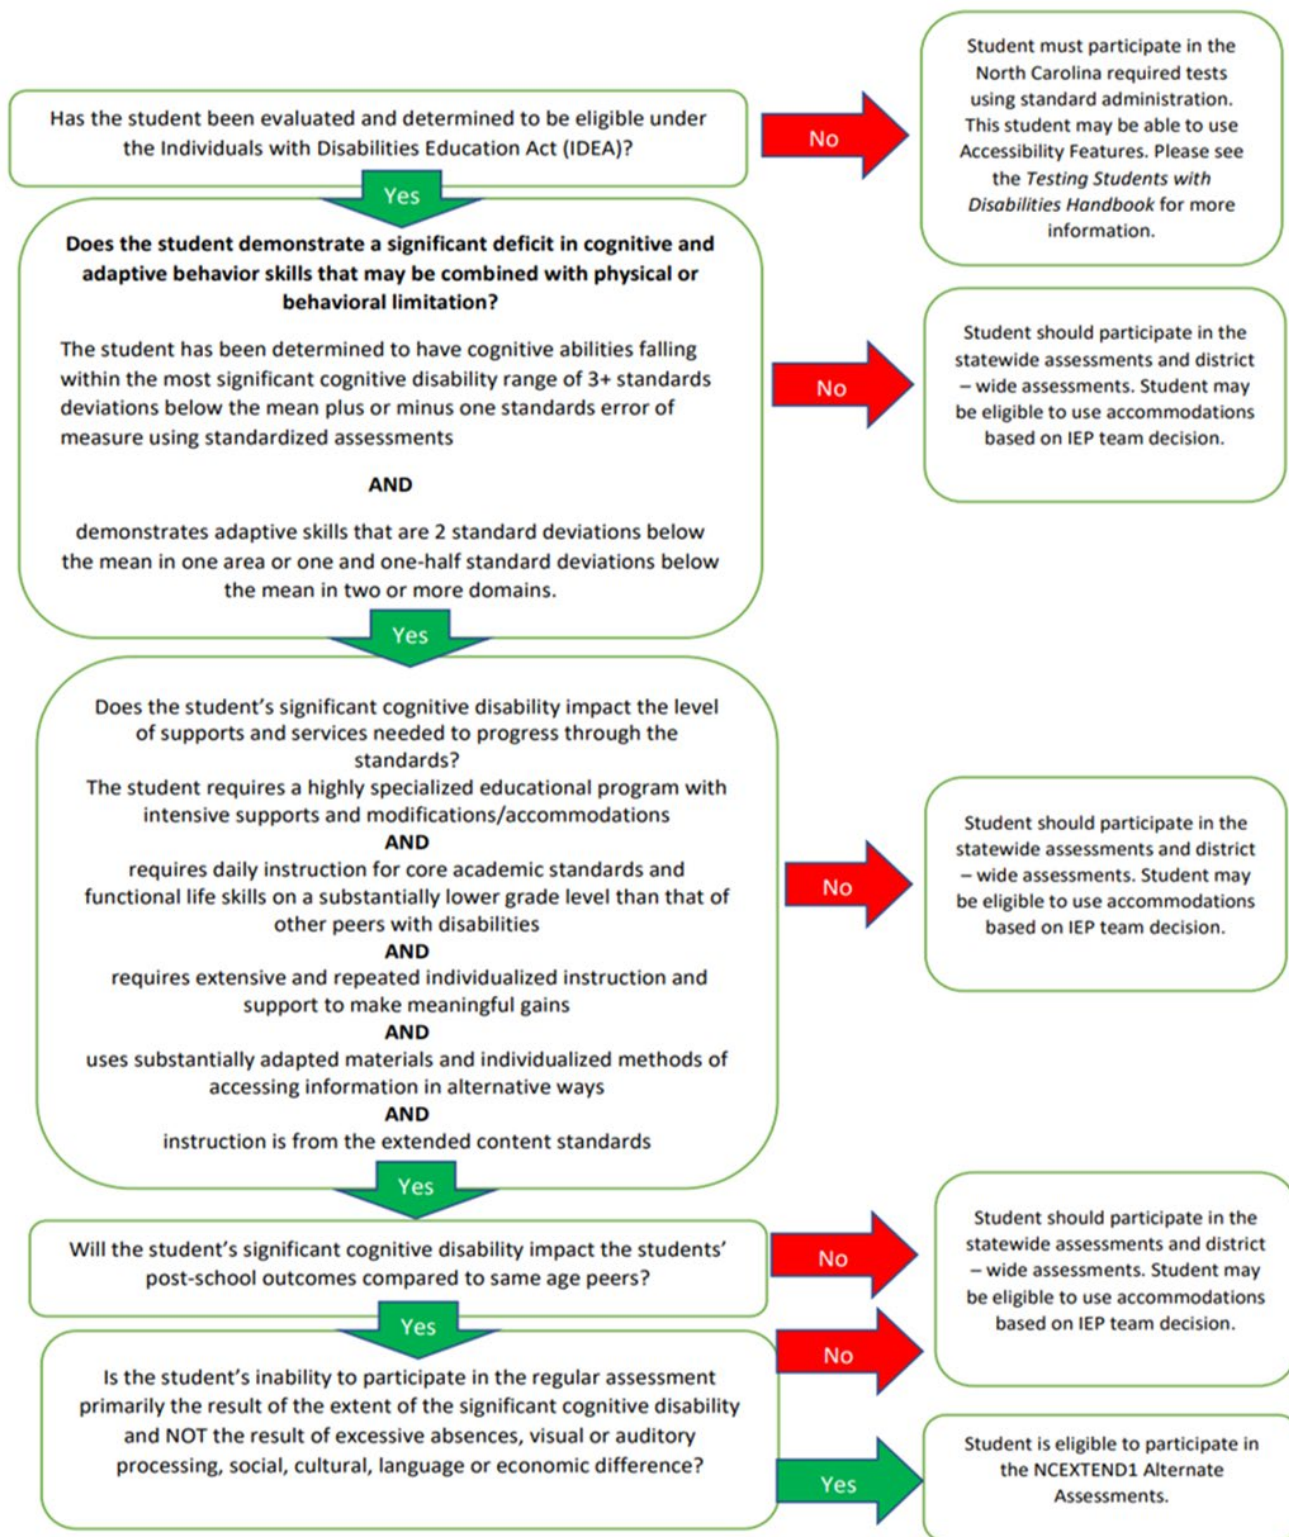 Has the student been evaluated and determined to be eligible under
the Individuals with Disabilities Education Act (IDEA)?
No
Student must participate in the
North Carolina required tests
using standard administration.
This student may be able to use
Accessibility Features. Please see
the Testing Students with
Disabilities Handbook for more
information.
Yes
Does the student demonstrate a significant deficit in cognitive and
adaptive behavior skills that may be combined with physical or
behavioral limitation?
The student has been determined to have cognitive abilities falling
within the most significant cognitive disability range of 3+ standards
deviations below the mean plus or minus one standards error of
measure using standardized assessments
AND
demonstrates adaptive skills that are 2 standard deviations below
the mean in one area or one and one-half standard deviations below
the mean in two or more domains.
No
Student should participate in the
statewide assessments and district
– wide assessments. Student may
be eligible to use accommodations
based on IEP team decision.
Yes
Does the student’s significant cognitive disability impact the level
of supports and services needed to progress through the
standards?
The student requires a highly specialized educational program with
intensive supports and modifications/accommodations
AND
requires daily instruction for core academic standards and
functional life skills on a substantially lower grade level than that of
other peers with disabilities
AND
requires extensive and repeated individualized instruction and
support to make meaningful gains
AND
uses substantially adapted materials and individualized methods of
accessing information in alternative ways
AND
instruction is from the extended content standards
No
Student should participate in the
statewide assessments and district
– wide assessments. Student may
be eligible to use accommodations
based on IEP team decision.
Yes
Will the student’s significant cognitive disability impact the students’
post-school outcomes compared to same age peers?
No
Student should participate in the
statewide assessments and district
– wide assessments. Student may
be eligible to use accommodations
based on IEP team decision.
Yes
Is the student’s inability to participate in the regular assessment
primarily the result of the extent of the significant cognitive disability
and NOT the result of excessive absences, visual or auditory
processing, social, cultural, language or economic difference?
No
Yes
Student is eligible to participate in
the NCEXTEND1 Alternate
Assessments.